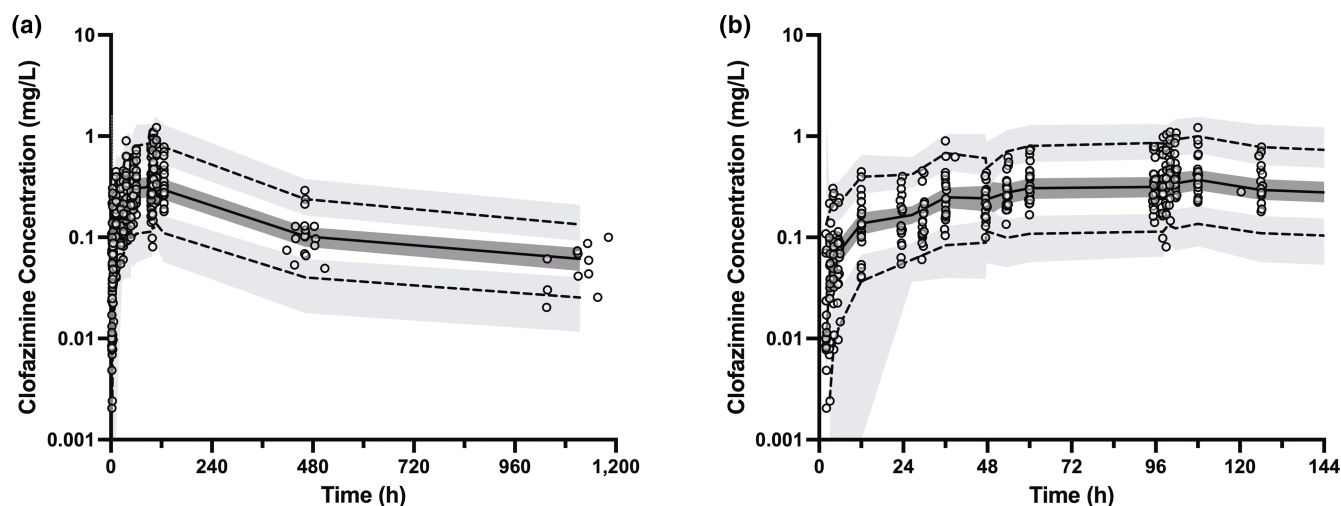 (a)
Clofazimine Concentration (mg/L)
10
1
0.1
0.01
0.001
0 240 480 720 960 1,200
Time (h)
(b)
Clofazimine Concentration (mg/L)
10
1
0.1
0.01
0.001
0 24 48 72 96 120 144
Time (h)